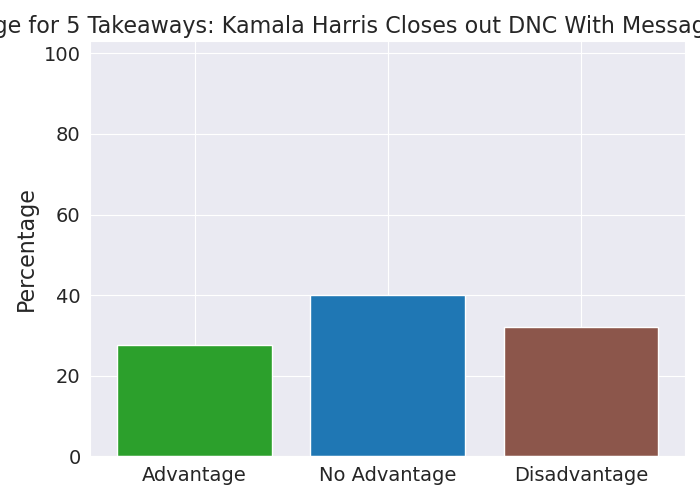 ge for 5 Takeaways: Kamala Harris Closes out DNC With Messag
100
80
60
40
20
0
Percentage
Advantage No Advantage Disadvantage